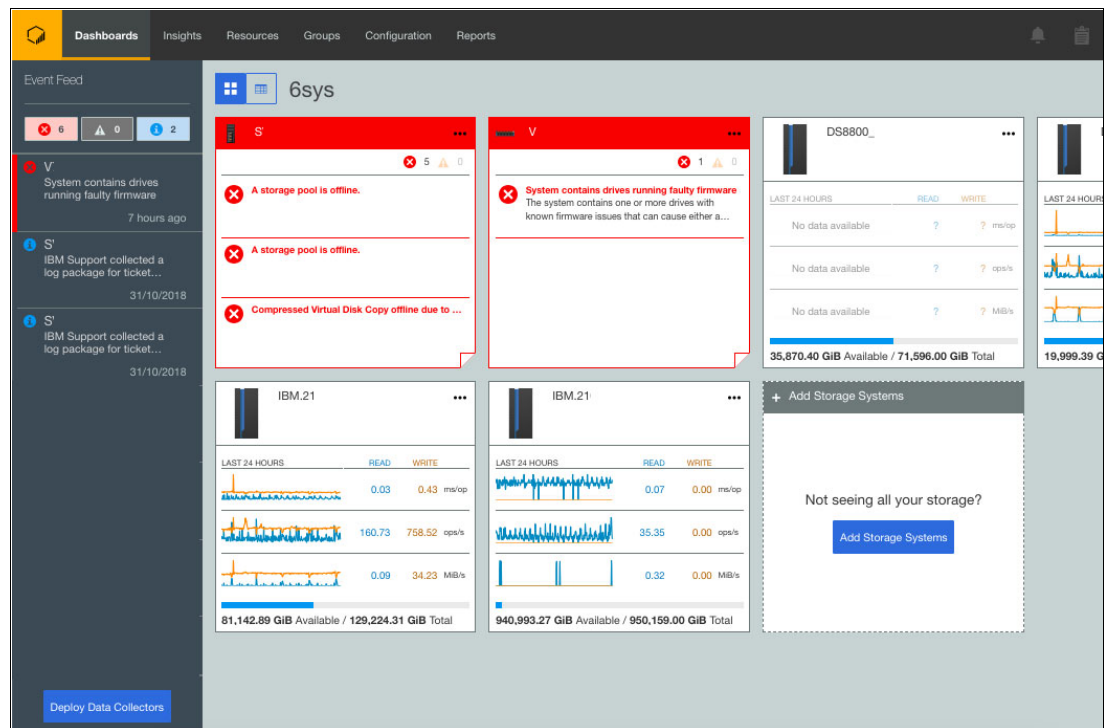 Dashboards Insights Resources Groups Configuration Reports
Event Feed
6 0 2
V
System contains drives
running faulty firmware
7 hours ago
S'
IBM Support collected a
log package for ticket...
31/10/2018
S'
IBM Support collected a
log package for ticket...
31/10/2018
Deploy Data Collectors
6sys
S'
5 0
A storage pool is offline.
A storage pool is offline.
Compressed Virtual Disk Copy offline due to ...
V
1 0
System contains drives running faulty firmware
The system contains one or more drives with
known firmware issues that can cause either a...
DS8800_
LAST 24 HOURS READ WRITE
No data available ? ? ms/op
No data available ? ? ops/s
No data available ? ? MiB/s
35,870.40 GiB Available / 71,596.00 GiB Total
LAST 24 HOURS
19,999.39 G
IBM.21
LAST 24 HOURS READ WRITE
0.03 0.43 ms/op
160.73 758.52 ops/s
0.09 34.23 MiB/s
81,142.89 GiB Available / 129,224.31 GiB Total
IBM.21
LAST 24 HOURS READ WRITE
0.07 0.00 ms/op
35.35 0.00 ops/s
0.32 0.00 MiB/s
940,993.27 GiB Available / 950,159.00 GiB Total
+ Add Storage Systems
Not seeing all your storage?
Add Storage Systems